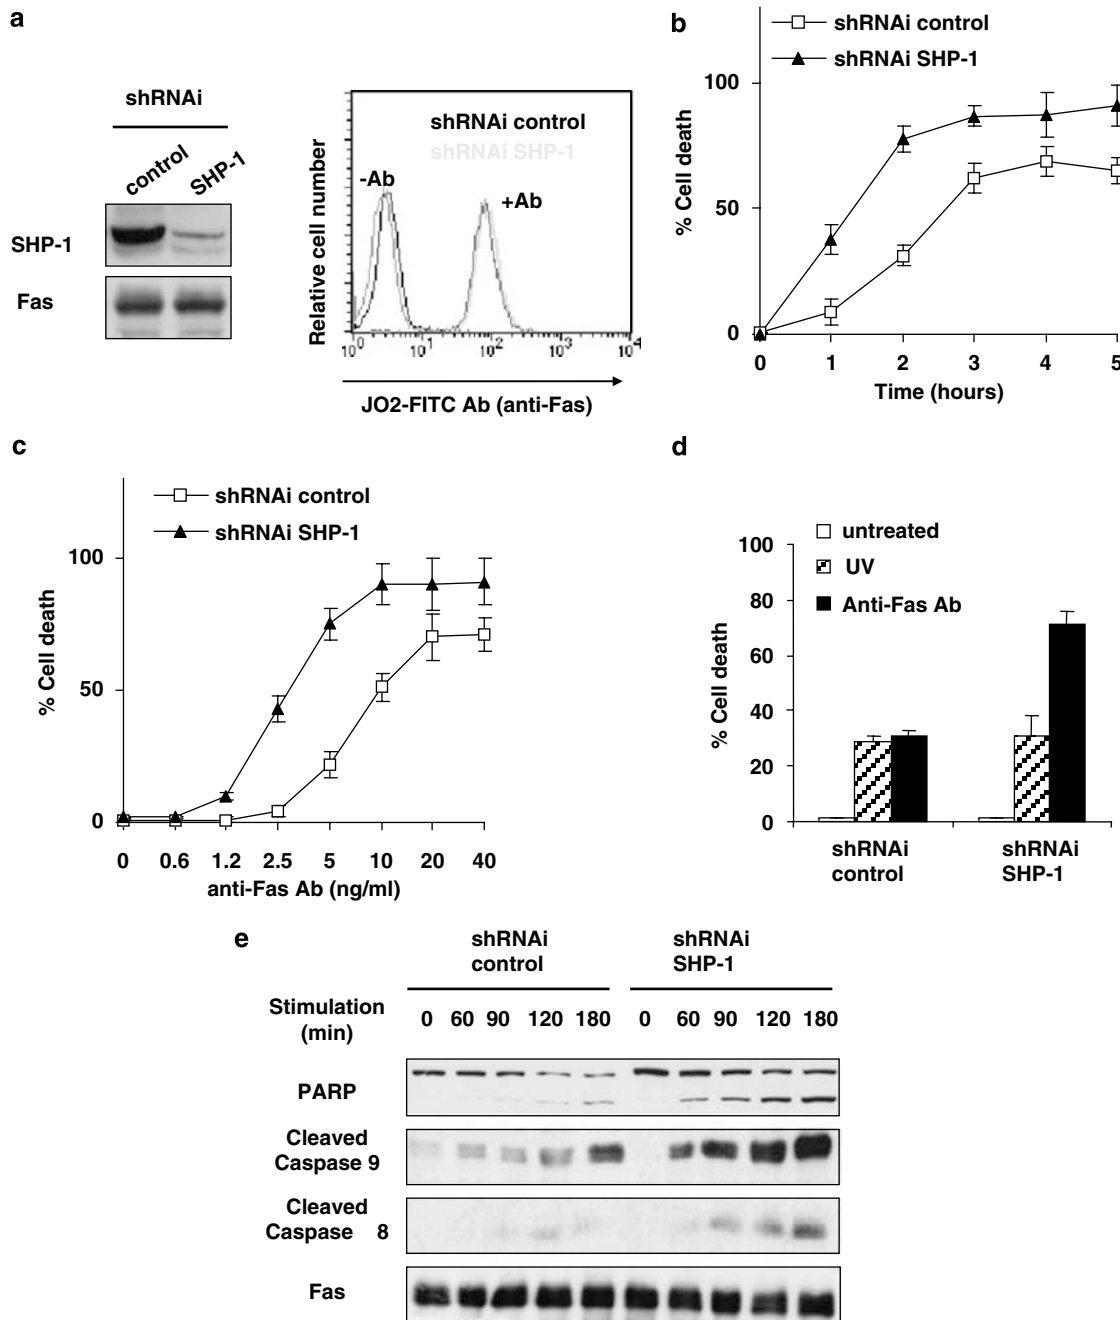 a
shRNAi
control
SHP-1
SHP-1
Fas
Relative cell number
shRNAi control
shRNAi SHP-1
-Ab
+Ab
10^0 10^1 10^2 10^3 10^4
JO2-FITC Ab (anti-Fas)
b
shRNAi control
shRNAi SHP-1
% Cell death
100
50
0
0 1 2 3 4 5
Time (hours)
c
shRNAi control
shRNAi SHP-1
% Cell death
100
50
0
0 0.6 1.2 2.5 5 10 20 40
anti-Fas Ab (ng/ml)
d
untreated
UV
Anti-Fas Ab
% Cell death
100
80
60
40
20
0
shRNAi
control
shRNAi
SHP-1
e
shRNAi
control
shRNAi
SHP-1
Stimulation
(min)
0 60 90 120 180 0 60 90 120 180
PARP
Cleaved
Caspase 9
Cleaved
Caspase 8
Fas